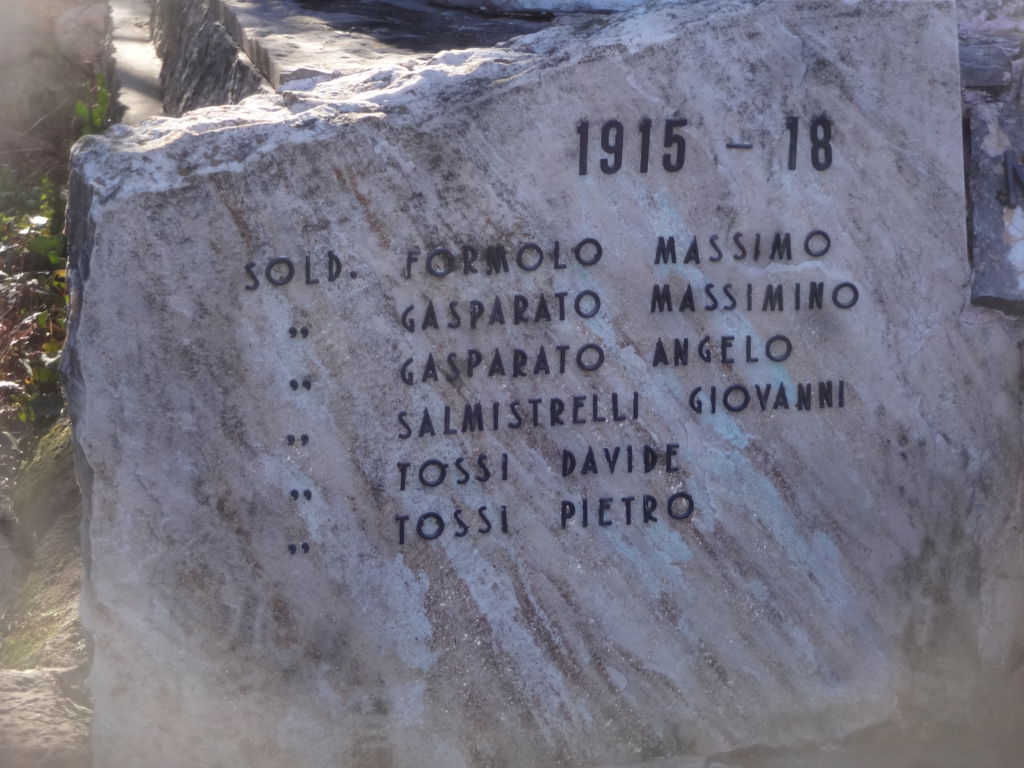 1915 - 18
SOLD. FORMOLO MASSIMO
„ GASPARATO MASSIMINO
„ GASPARATO ANGELO
„ SALMISTRELLI GIOVANNI
„ TOSSI DAVIDE
„ TOSSI PIETRO